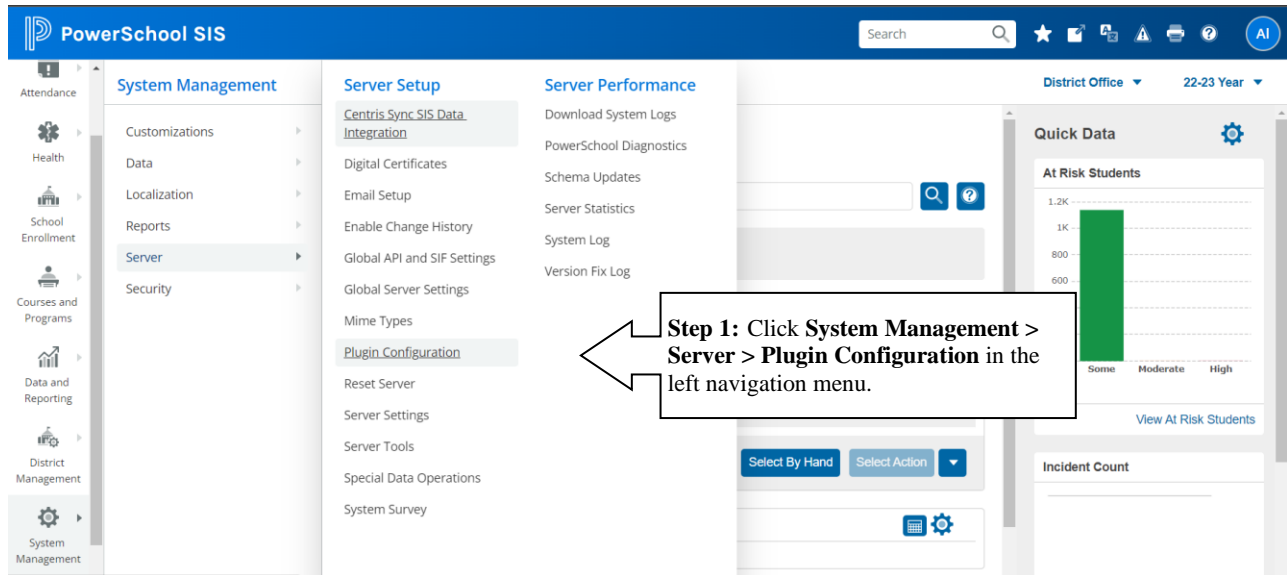 PowerSchool SIS
Search
AI
Attendance
Health
School
Enrollment
Courses and
Programs
Data and
Reporting
District
Management
System
Management
System Management
Customizations
Data
Localization
Reports
Server
Security
Server Setup
Centris Sync SIS Data
Integration
Digital Certificates
Email Setup
Enable Change History
Global API and SIF Settings
Global Server Settings
Mime Types
Plugin Configuration
Reset Server
Server Settings
Server Tools
Special Data Operations
System Survey
Server Performance
Download System Logs
PowerSchool Diagnostics
Schema Updates
Server Statistics
System Log
Version Fix Log
Step 1: Click System Management >
Server > Plugin Configuration in the
left navigation menu.
Select By Hand
Select Action
District Office
22-23 Year
Quick Data
At Risk Students
1.2K
1K
800
600
Some Moderate High
View At Risk Students
Incident Count